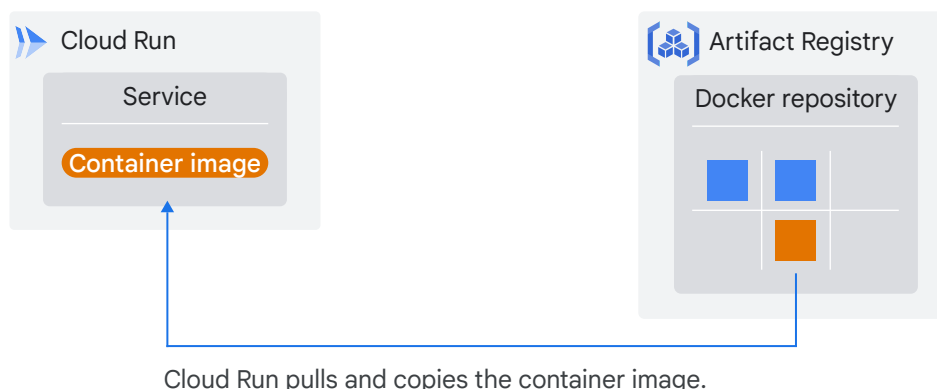 Cloud Run
Service
Container image
Artifact Registry
Docker repository
Cloud Run pulls and copies the container image.